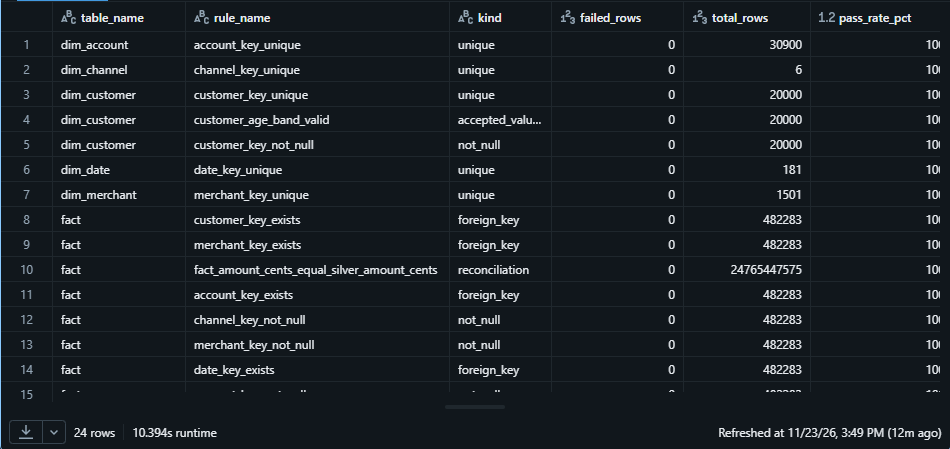 table_name rule_name kind failed_rows total_rows 1.2 pass_rate_pct
1 dim_account account_key_unique unique 0 30900
2 dim_channel channel_key_unique unique 0 6
3 dim_customer customer_key_unique unique 0 20000
4 dim_customer customer_age_band_valid accepted_valu... 0 20000
5 dim_customer customer_key_not_null not_null 0 20000
6 dim_date date_key_unique unique 0 181
7 dim_merchant merchant_key_unique unique 0 1501
8 fact customer_key_exists foreign_key 0 482283
9 fact merchant_key_exists foreign_key 0 482283
10 fact fact_amount_cents_equal_silver_amount_cents reconciliation 0 24765447575
11 fact account_key_exists foreign_key 0 482283
12 fact channel_key_not_null not_null 0 482283
13 fact merchant_key_not_null not_null 0 482283
14 fact date_key_exists foreign_key 0 482283
15
24 rows 10.394s runtime Refreshed at 11/23/26, 3:49 PM (12m ago)